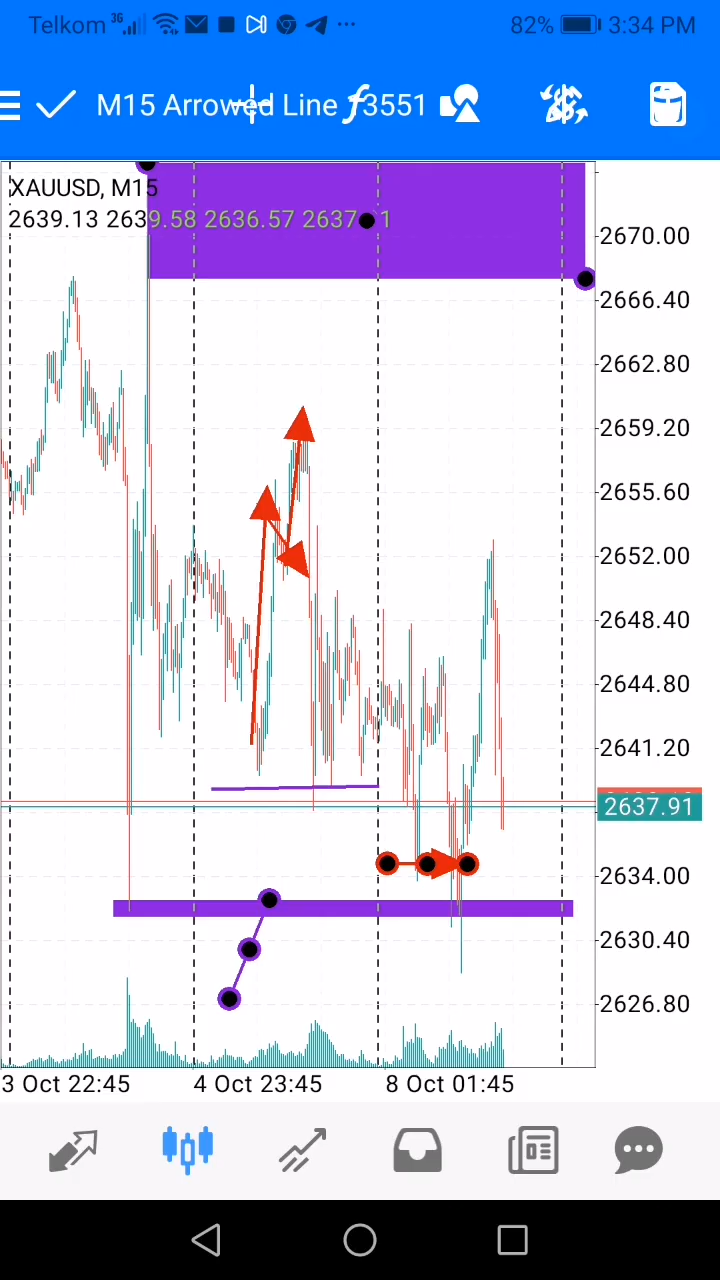 Telkom 3G 82% 3:34 PM
M15 Arrowed Line 3551
XAUUSD, M15
2639.13 2639.58 2636.57 2637 1
2670.00
2666.40
2662.80
2659.20
2655.60
2652.00
2648.40
2644.80
2641.20
2637.91
2634.00
2630.40
2626.80
3 Oct 22:45 4 Oct 23:45 8 Oct 01:45